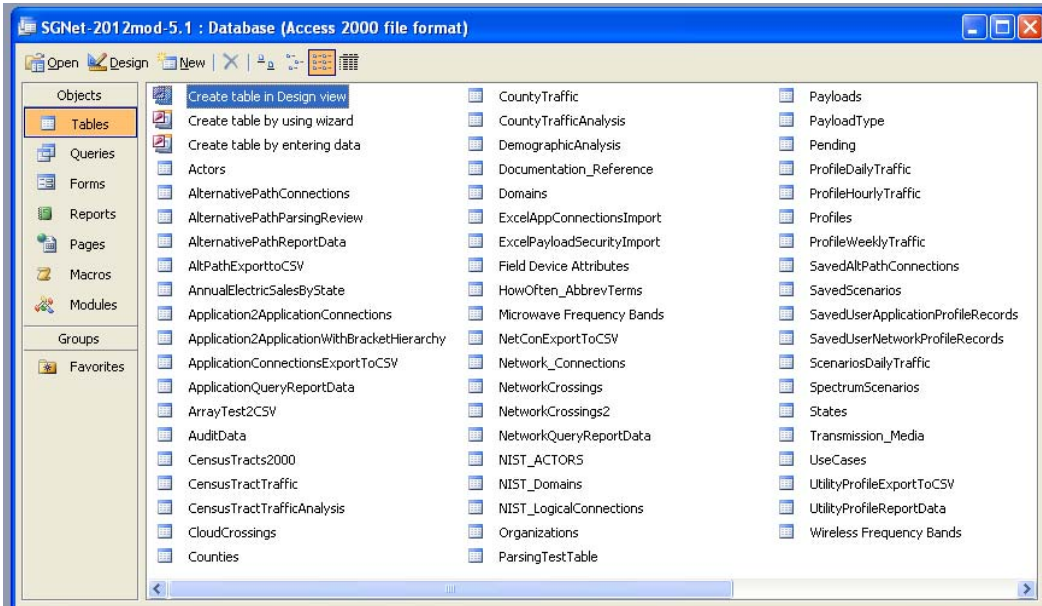 SGNet-2012mod-5.1 : Database (Access 2000 file format)
Open Design New
Objects
Tables
Queries
Forms
Reports
Pages
Macros
Modules
Groups
Favorites
Create table in Design view
Create table by using wizard
Create table by entering data
Actors
AlternativePathConnections
AlternativePathParsingReview
AlternativePathReportData
AltPathExporttoCSV
AnnualElectricSalesByState
Application2ApplicationConnections
Application2ApplicationWithBracketHierarchy
ApplicationConnectionsExportToCSV
ApplicationQueryReportData
ArrayTest2CSV
AuditData
CensusTracts2000
CensusTractTraffic
CensusTractTrafficAnalysis
CloudCrossings
Counties
CountyTraffic
CountyTrafficAnalysis
DemographicAnalysis
Documentation_Reference
Domains
ExcelAppConnectionsImport
ExcelPayloadSecurityImport
Field Device Attributes
HowOften_AbbrevTerms
Microwave Frequency Bands
NetConExportToCSV
Network_Connections
NetworkCrossings
NetworkCrossings2
NetworkQueryReportData
NIST_ACTORS
NIST_Domains
NIST_LogicalConnections
Organizations
ParsingTestTable
Payloads
PayloadType
Pending
ProfileDailyTraffic
ProfileHourlyTraffic
Profiles
ProfileWeeklyTraffic
SavedAltPathConnections
SavedScenarios
SavedUserApplicationProfileRecords
SavedUserNetworkProfileRecords
ScenariosDailyTraffic
SpectrumScenarios
States
Transmission_Media
UseCases
UtilityProfileExportToCSV
UtilityProfileReportData
Wireless Frequency Bands